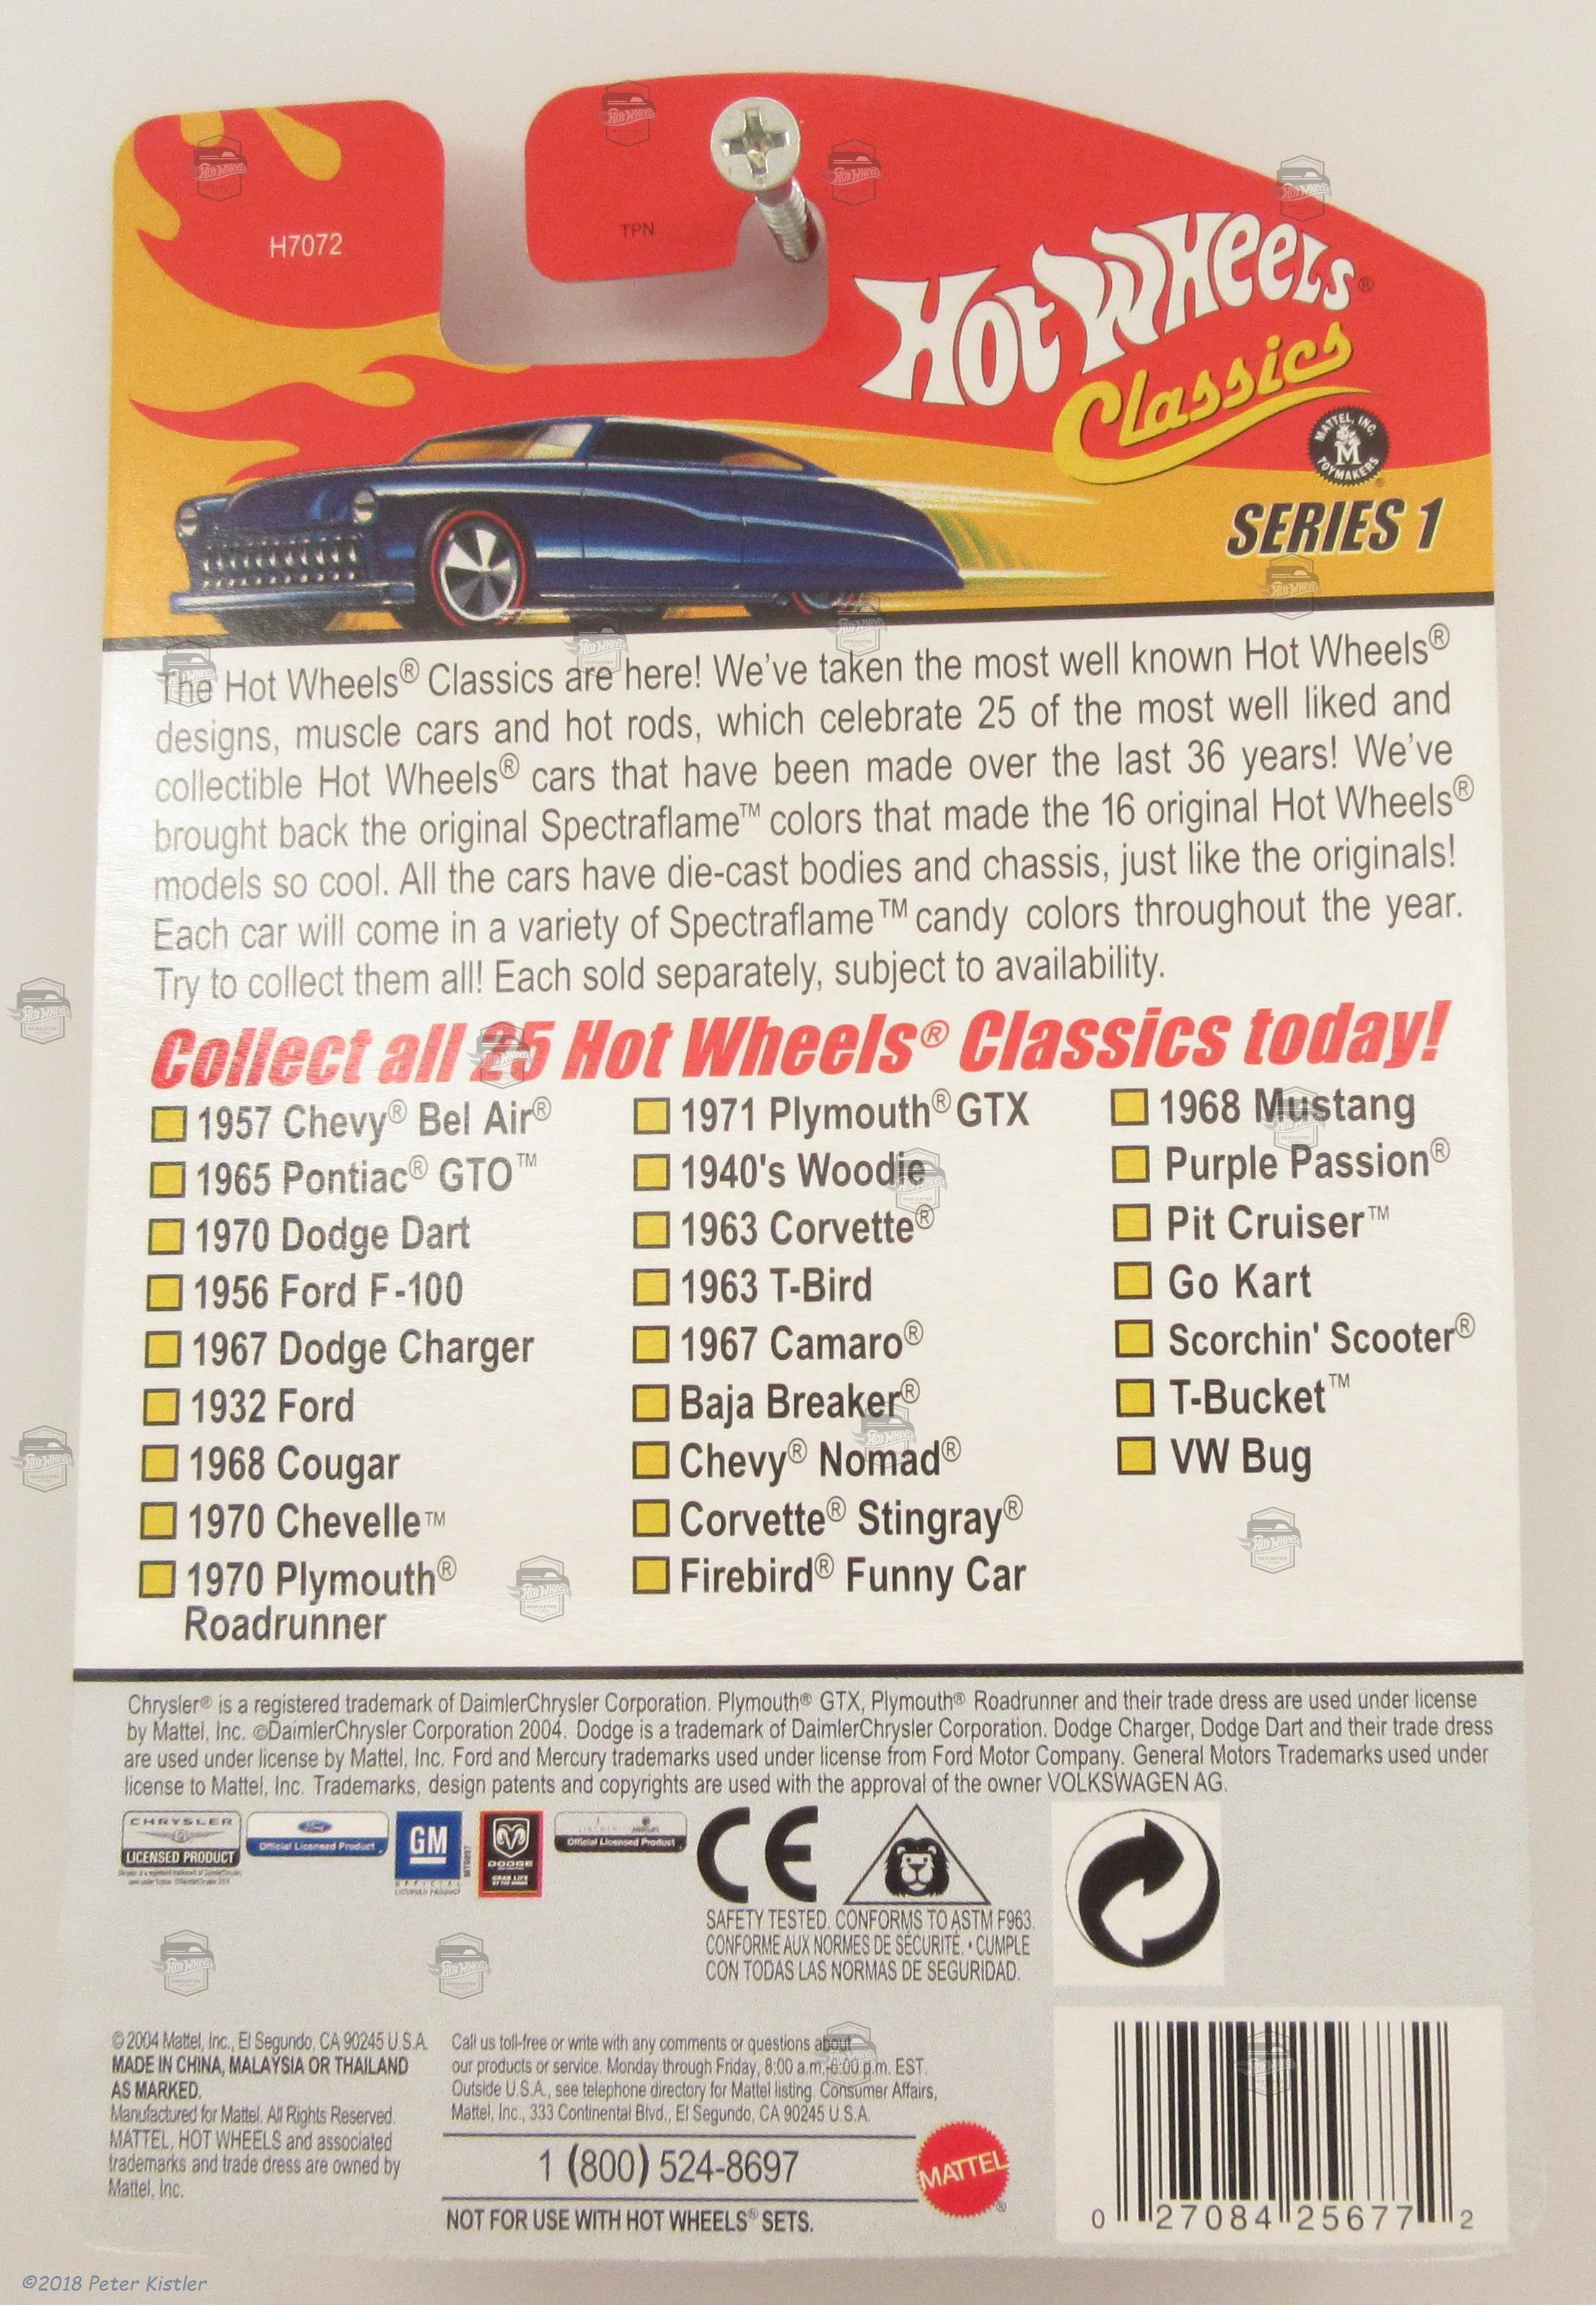 H7072
TPN
Hot Wheels®
Classics
MATTEL, INC.
M
TOYMAKERS®
SERIES 1
The Hot Wheels® Classics are here! We've taken the most well known Hot Wheels®
designs, muscle cars and hot rods, which celebrate 25 of the most well liked and
collectible Hot Wheels® cars that have been made over the last 36 years! We've
brought back the original Spectraflame™ colors that made the 16 original Hot Wheels®
models so cool. All the cars have die-cast bodies and chassis, just like the originals!
Each car will come in a variety of Spectraflame™ candy colors throughout the year.
Try to collect them all! Each sold separately, subject to availability.
Collect all 25 Hot Wheels® Classics today!
1957 Chevy® Bel Air®
1965 Pontiac® GTO™
1970 Dodge Dart
1956 Ford F-100
1967 Dodge Charger
1932 Ford
1968 Cougar
1970 Chevelle™
1970 Plymouth®
Roadrunner
1971 Plymouth® GTX
1940's Woodie
1963 Corvette®
1963 T-Bird
1967 Camaro®
Baja Breaker®
Chevy® Nomad®
Corvette® Stingray®
Firebird® Funny Car
1968 Mustang
Purple Passion®
Pit Cruiser™
Go Kart
Scorchin' Scooter®
T-Bucket™
VW Bug
Chrysler® is a registered trademark of DaimlerChrysler Corporation. Plymouth® GTX, Plymouth® Roadrunner and their trade dress are used under license
by Mattel, Inc. ©DaimlerChrysler Corporation 2004. Dodge is a trademark of DaimlerChrysler Corporation. Dodge Charger, Dodge Dart and their trade dress
are used under license by Mattel, Inc. Ford and Mercury trademarks used under license from Ford Motor Company. General Motors Trademarks used under
license to Mattel, Inc. Trademarks, design patents and copyrights are used with the approval of the owner VOLKSWAGEN AG.
CHRYSLER
LICENSED PRODUCT
Ford
Official Licensed Product
GM
OFFICIAL
LICENSED PRODUCT
DODGE
GRAB LIFE
BY THE HORNS
Official Licensed Product
CE
SAFETY TESTED. CONFORMS TO ASTM F963.
CONFORME AUX NORMES DE SÉCURITÉ. • CUMPLE
CON TODAS LAS NORMAS DE SEGURIDAD.
© 2004 Mattel, Inc., El Segundo, CA 90245 U.S.A.
MADE IN CHINA, MALAYSIA OR THAILAND
AS MARKED.
Manufactured for Mattel. All Rights Reserved.
MATTEL, HOT WHEELS and associated
trademarks and trade dress are owned by
Mattel, Inc.
Call us toll-free or write with any comments or questions about
our products or service. Monday through Friday, 8:00 a.m.-6:00 p.m. EST.
Outside U.S.A., see telephone directory for Mattel listing. Consumer Affairs,
Mattel, Inc., 333 Continental Blvd., El Segundo, CA 90245 U.S.A.
1 (800) 524-8697
NOT FOR USE WITH HOT WHEELS® SETS.
MATTEL®
0 27084 25677 2
©2018 Peter Kistler